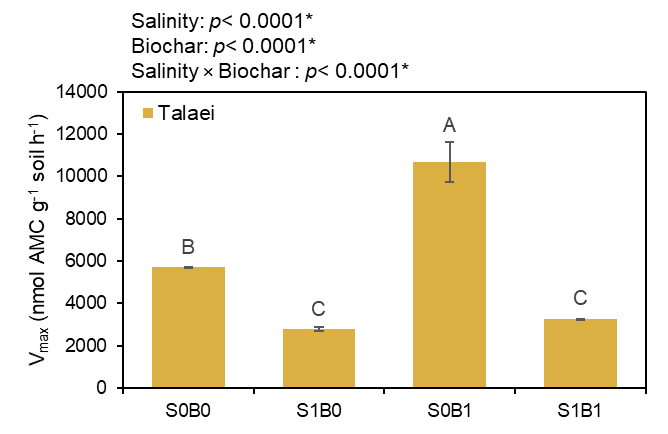 Salinity: p< 0.0001*
Biochar: p< 0.0001*
Salinity × Biochar : p< 0.0001*
Vmax (nmol AMC g-1 soil h-1)
14000
12000
10000
8000
6000
4000
2000
0
Talaei
B
C
A
C
S0B0
S1B0
S0B1
S1B1